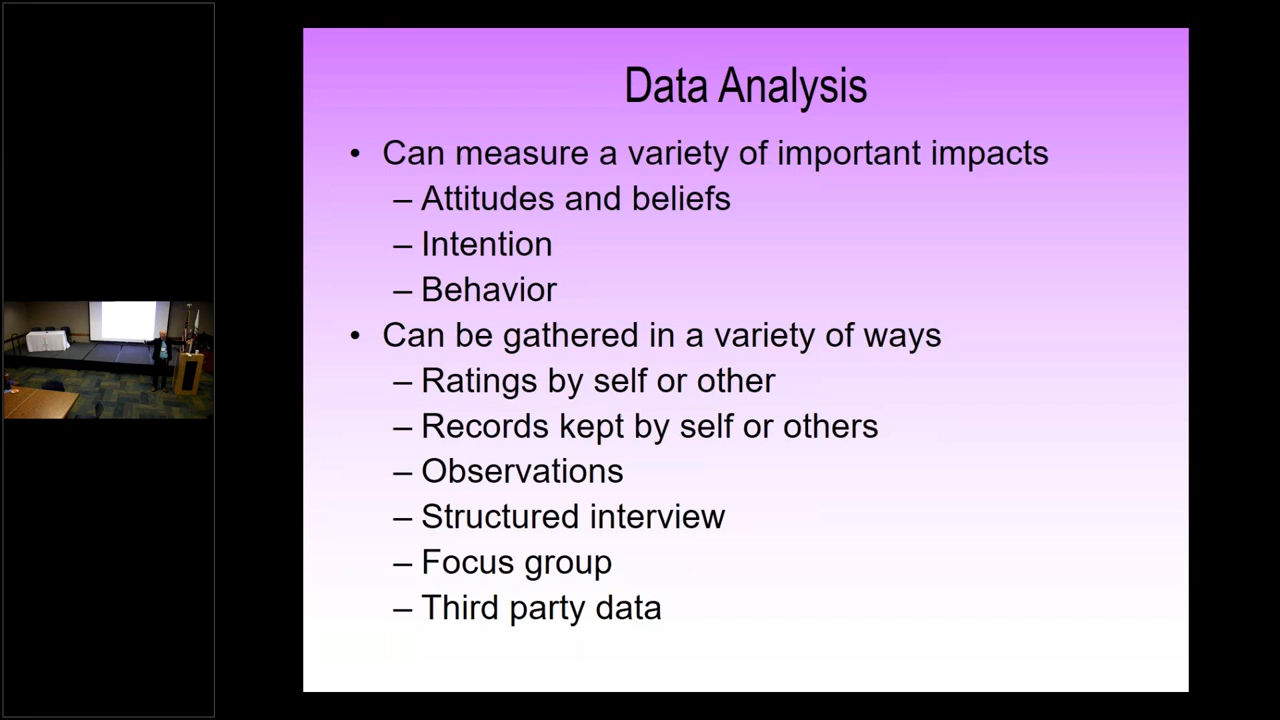 Data Analysis
• Can measure a variety of important impacts
– Attitudes and beliefs
– Intention
– Behavior
• Can be gathered in a variety of ways
– Ratings by self or other
– Records kept by self or others
– Observations
– Structured interview
– Focus group
– Third party data